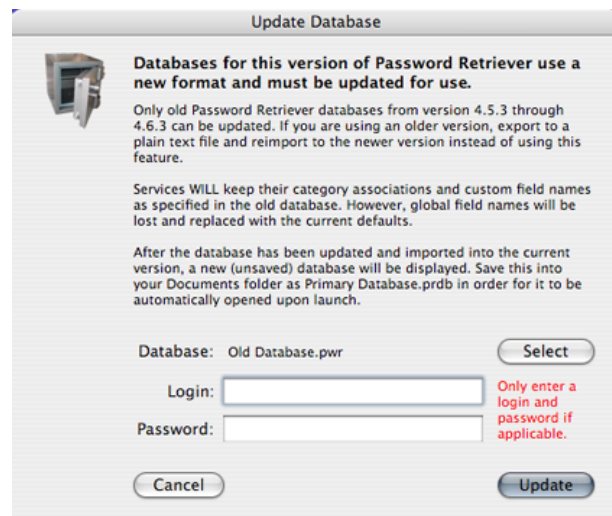 Update Database
Databases for this version of Password Retriever use a
new format and must be updated for use.
Only old Password Retriever databases from version 4.5.3 through
4.6.3 can be updated. If you are using an older version, export to a
plain text file and reimport to the newer version instead of using this
feature.
Services WILL keep their category associations and custom field names
as specified in the old database. However, global field names will be
lost and replaced with the current defaults.
After the database has been updated and imported into the current
version, a new (unsaved) database will be displayed. Save this into
your Documents folder as Primary Database.prdb in order for it to be
automatically opened upon launch.
Database: Old Database.pwr Select
Login:
Only enter a
login and
password if
applicable.
Password:
Cancel Update